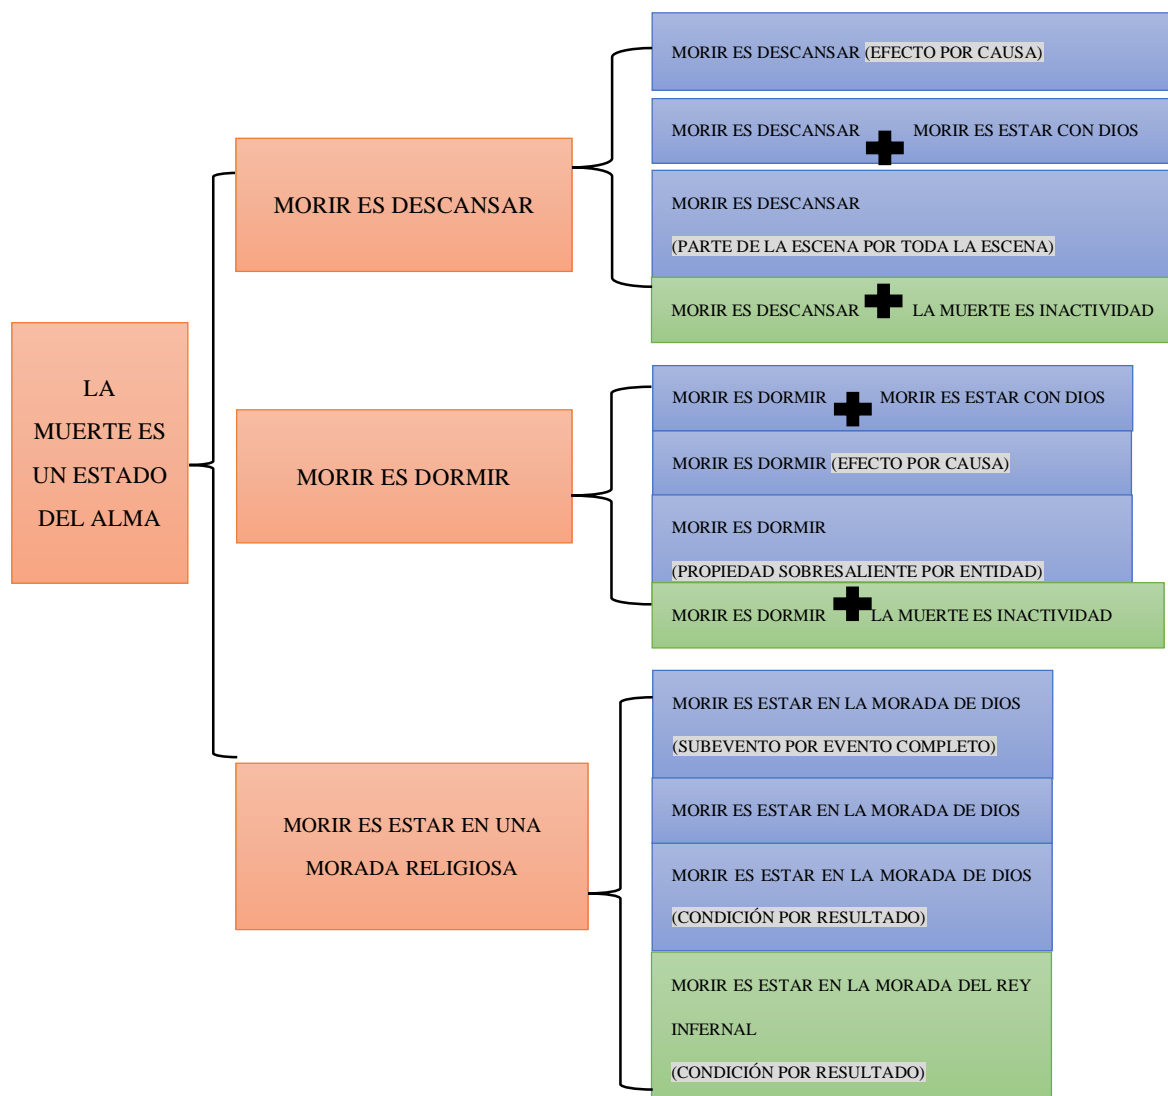 LA
MUERTE ES
UN ESTADO
DEL ALMA
MORIR ES DESCANSAR
MORIR ES DESCANSAR (EFECTO POR CAUSA)
MORIR ES DESCANSAR MORIR ES ESTAR CON DIOS
MORIR ES DESCANSAR
(PARTE DE LA ESCENA POR TODA LA ESCENA)
MORIR ES DESCANSAR LA MUERTE ES INACTIVIDAD
MORIR ES DORMIR
MORIR ES DORMIR MORIR ES ESTAR CON DIOS
MORIR ES DORMIR (EFECTO POR CAUSA)
MORIR ES DORMIR
(PROPIEDAD SOBRESALIENTE POR ENTIDAD)
MORIR ES DORMIR LA MUERTE ES INACTIVIDAD
MORIR ES ESTAR EN UNA
MORADA RELIGIOSA
MORIR ES ESTAR EN LA MORADA DE DIOS
(SUBEVENTO POR EVENTO COMPLETO)
MORIR ES ESTAR EN LA MORADA DE DIOS
MORIR ES ESTAR EN LA MORADA DE DIOS
(CONDICIÓN POR RESULTADO)
MORIR ES ESTAR EN LA MORADA DEL REY
INFERNAL
(CONDICIÓN POR RESULTADO)